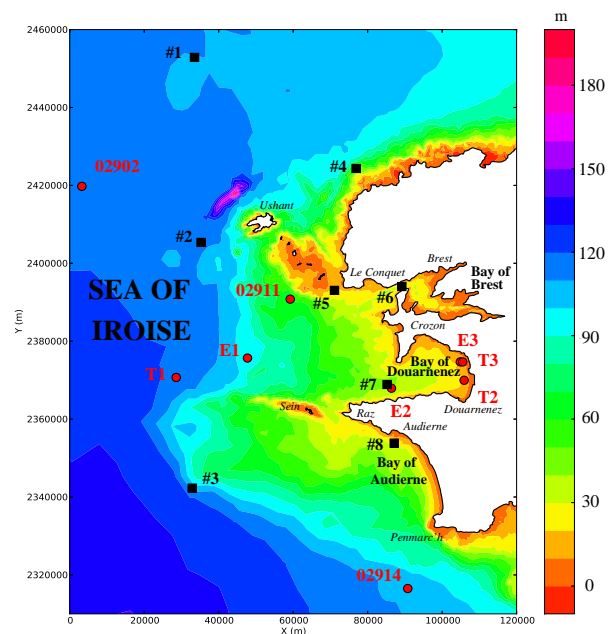 m
2460000
2440000
2420000
2400000
2380000
2360000
2340000
2320000
Y (m)
0
20000
40000
60000
80000
100000
120000
X (m)
180
150
120
90
60
30
0
#1
02902
#4
Ushant
#2
Brest
Le Conquet
Bay of
Brest
SEA OF
IROISE
02911
#5
#6
Crozon
E1
E3
Bay of
Douarnenez
T3
T1
#7
T2
E2
Sein
Raz
Douarnenez
Audierne
#8
Bay of
Audierne
#3
Penmarc'h
02914